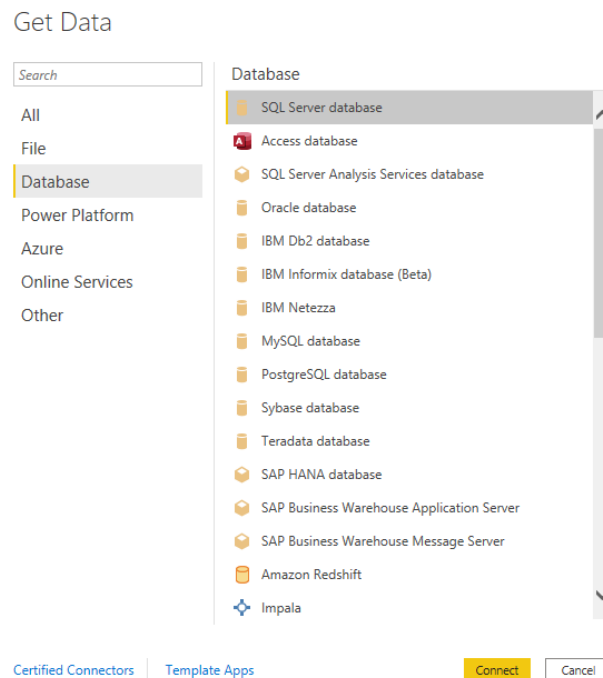 Get Data
Search
All
File
Database
Power Platform
Azure
Online Services
Other
Database
SQL Server database
Access database
SQL Server Analysis Services database
Oracle database
IBM Db2 database
IBM Informix database (Beta)
IBM Netezza
MySQL database
PostgreSQL database
Sybase database
Teradata database
SAP HANA database
SAP Business Warehouse Application Server
SAP Business Warehouse Message Server
Amazon Redshift
Impala
Certified Connectors
Template Apps
Connect
Cancel